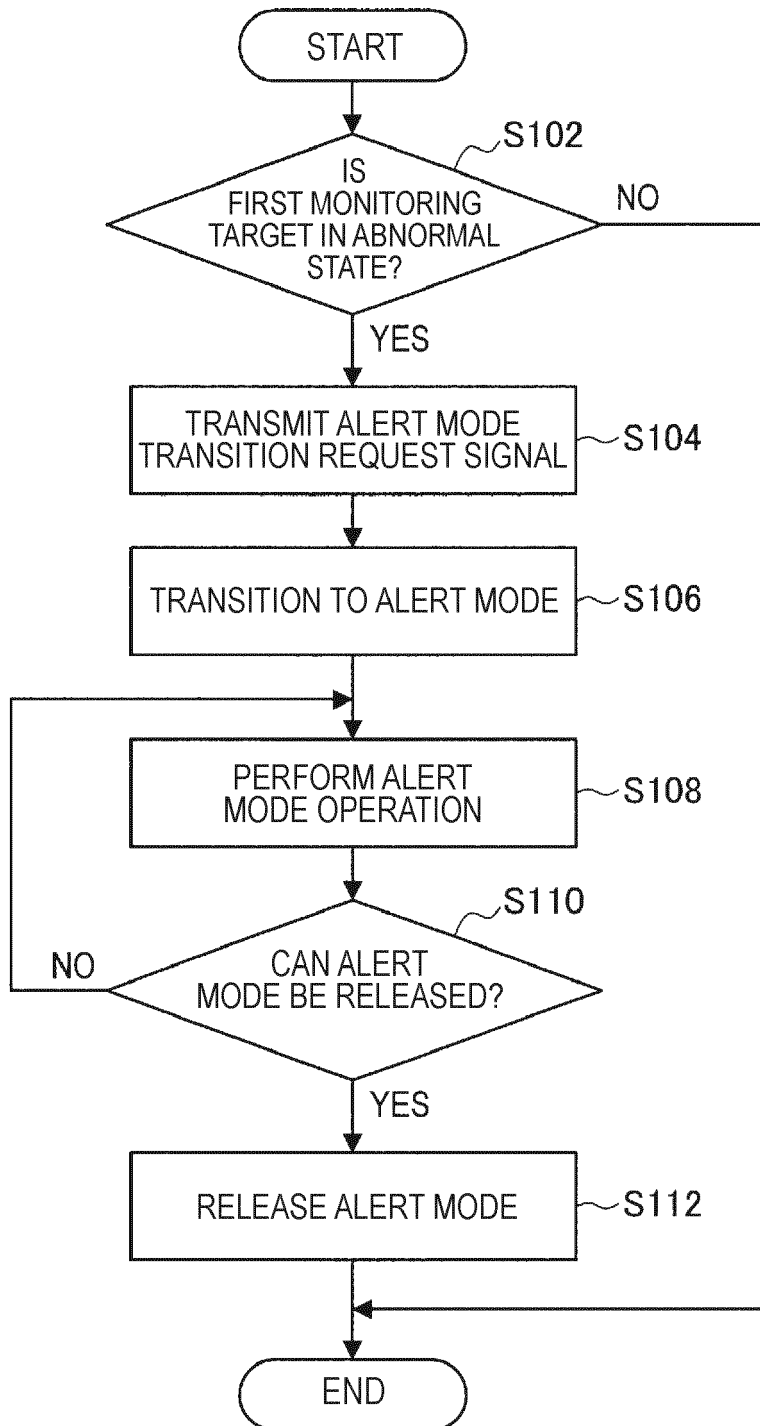 START
S102
IS
FIRST MONITORING
TARGET IN ABNORMAL
STATE?
NO
YES
TRANSMIT ALERT MODE
TRANSITION REQUEST SIGNAL
S104
TRANSITION TO ALERT MODE
S106
PERFORM ALERT
MODE OPERATION
S108
S110
CAN ALERT
MODE BE RELEASED?
NO
YES
RELEASE ALERT MODE
S112
END